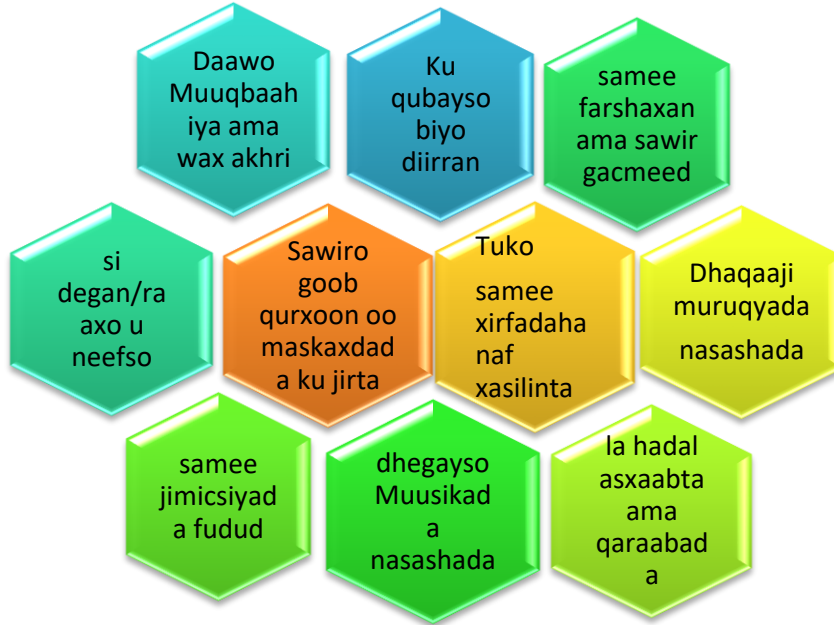 Daawo
Muuqbaah
iya ama
wax akhri
Ku
qubayso
biyo
diirran
samee
farshaxan
ama sawir
gacmeed
si
degan/ra
axo u
neefso
Sawiro
goob
qurxoon oo
maskaxdad
a ku jirta
Tuko
samee
xirfadaha
naf
xasilinta
Dhaqaaji
muruqyada
nasashada
samee
jimicsiyad
a fudud
dhegayso
Muusikad
a
nasashada
la hadal
asxaabta
ama
qaraabad
a